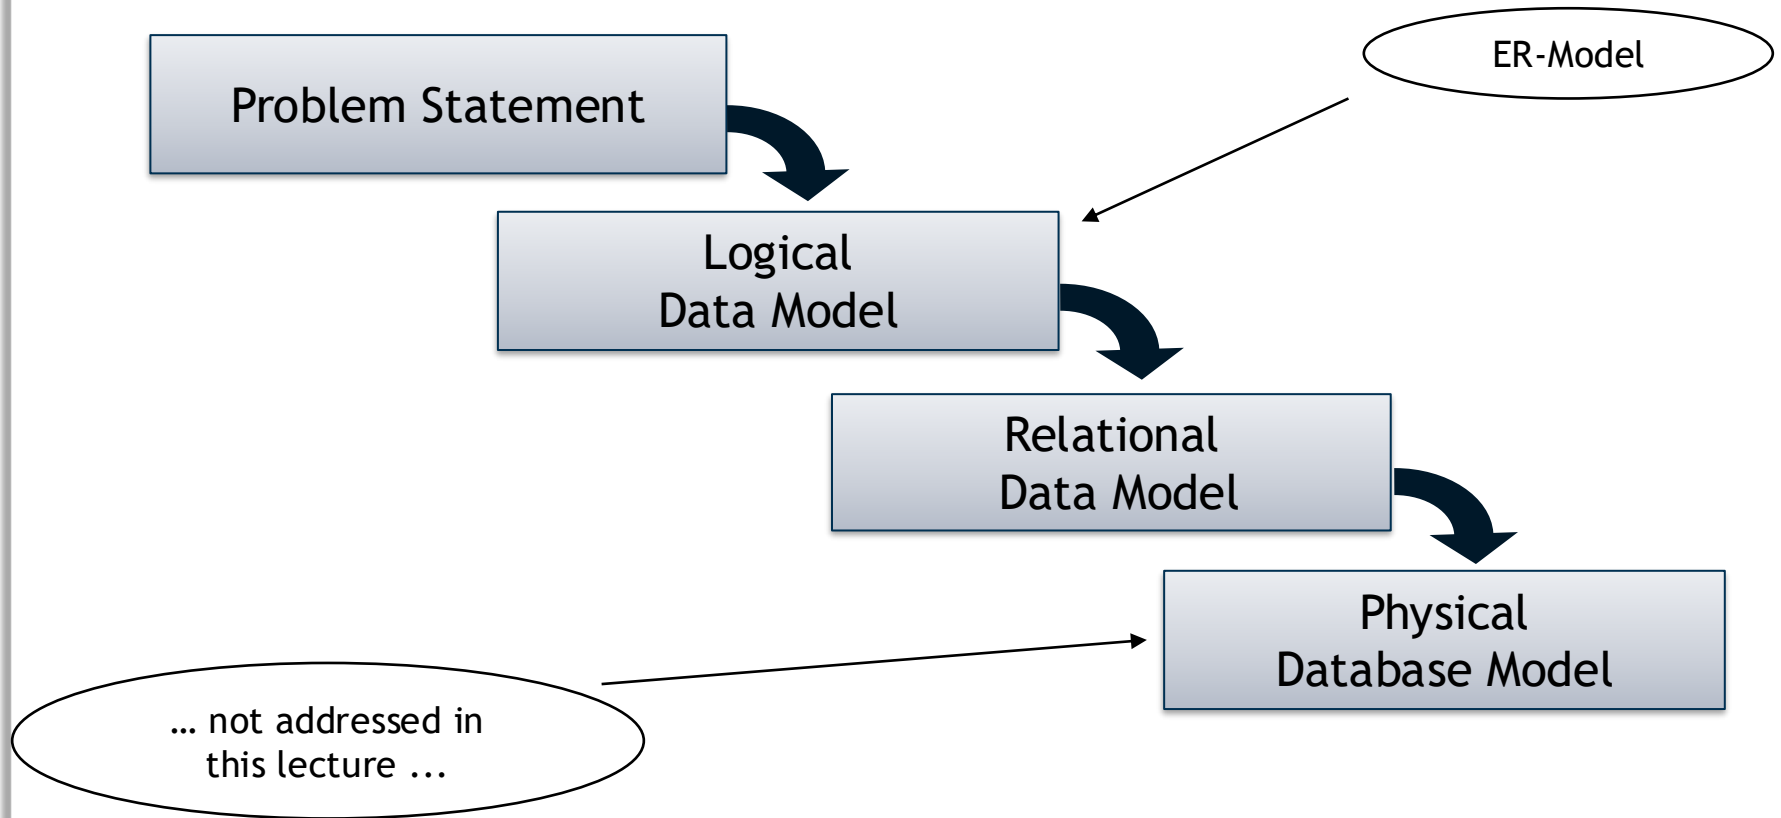 ER-Model
Problem Statement
Logical
Data Model
Relational
Data Model
Physical
Database Model
... not addressed in
this lecture ...